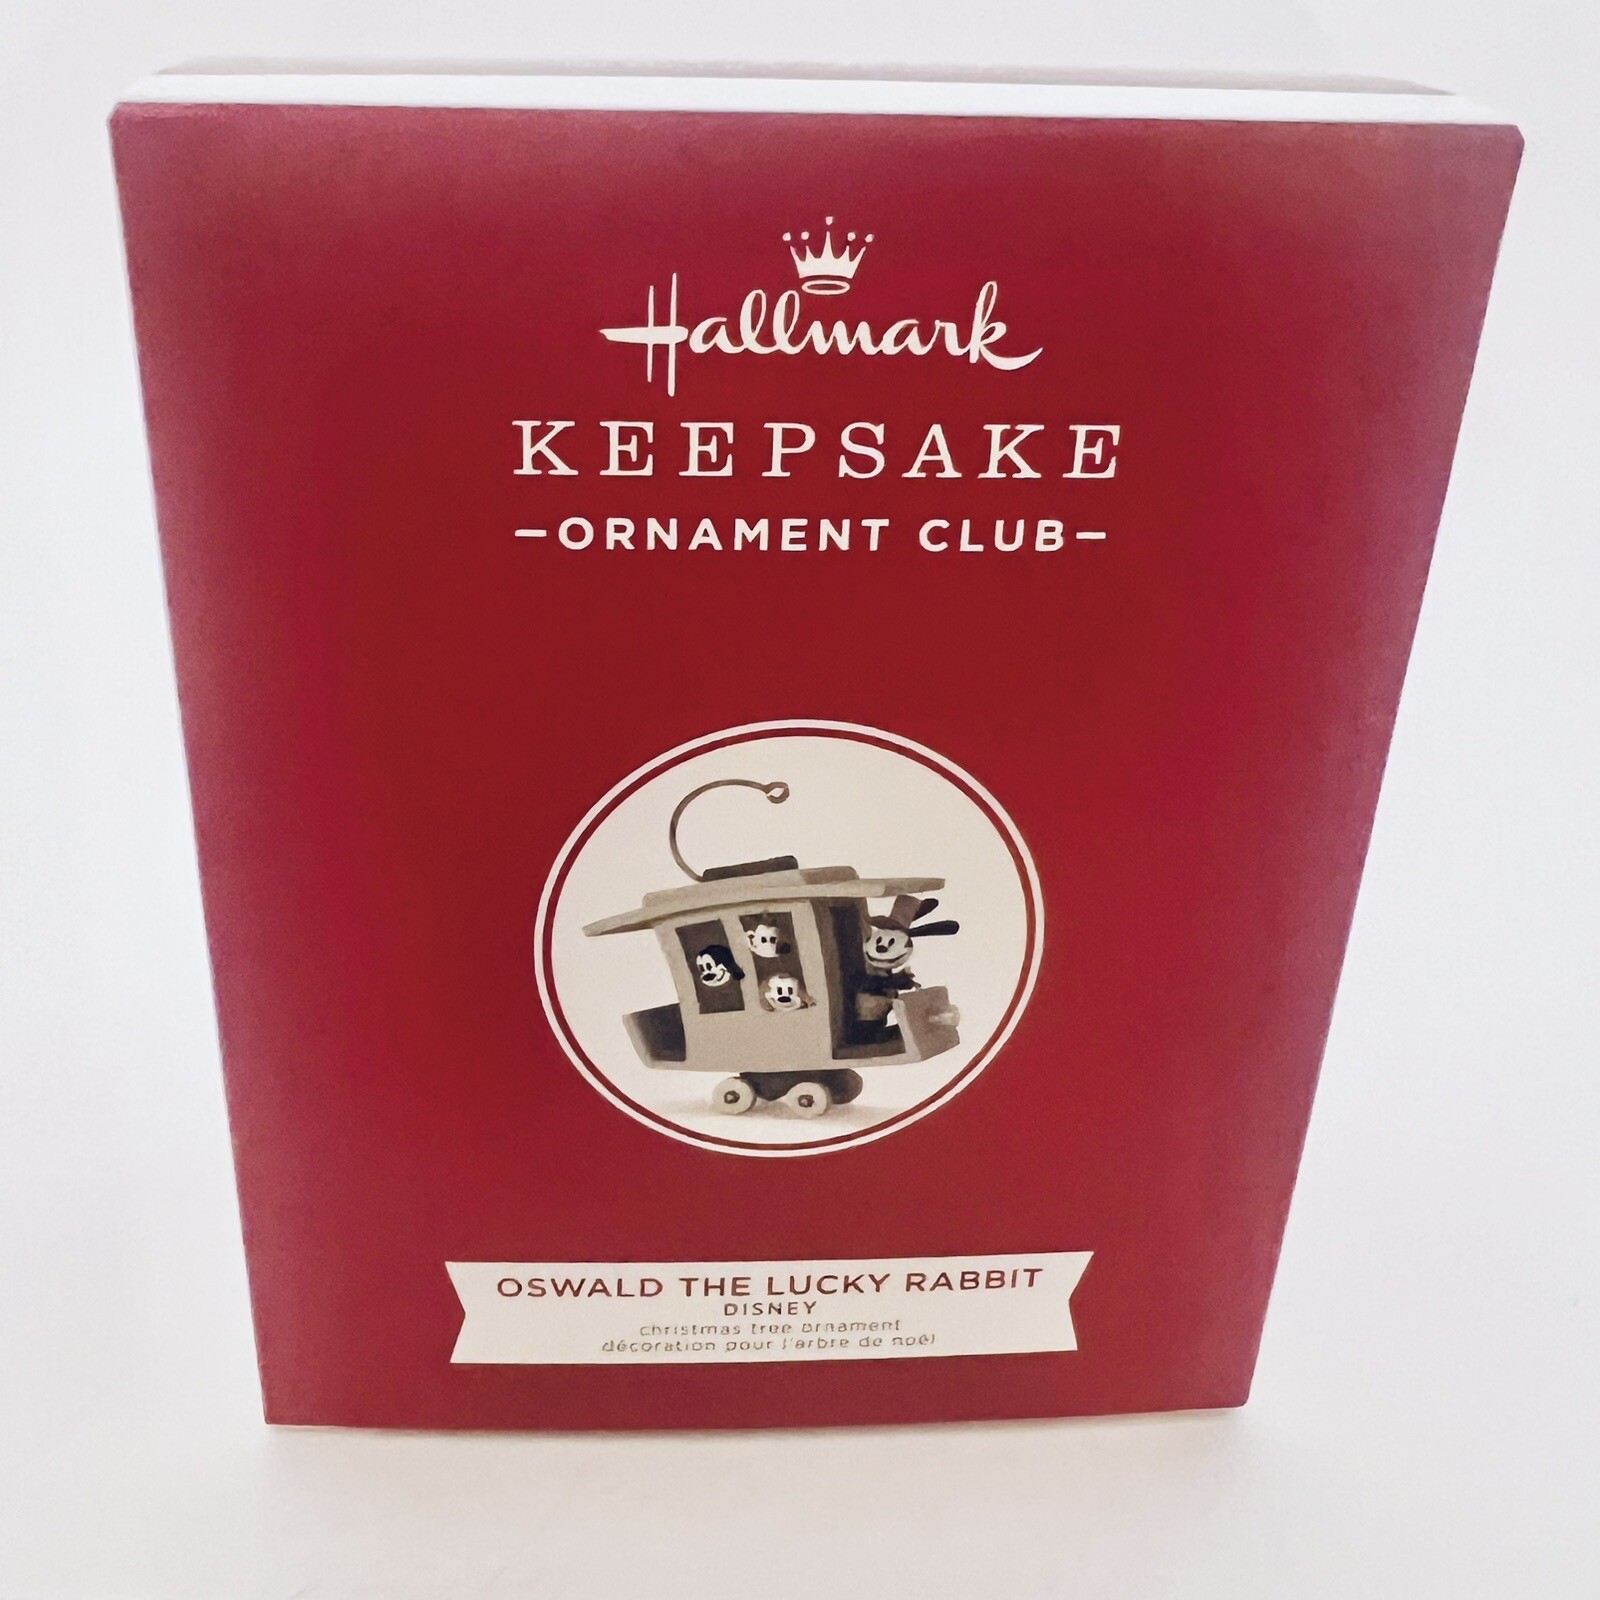 Hallmark
KEEPSAKE
–ORNAMENT CLUB–
OSWALD THE LUCKY RABBIT
DISNEY
christmas tree ornament
décoration pour l'arbre de noël